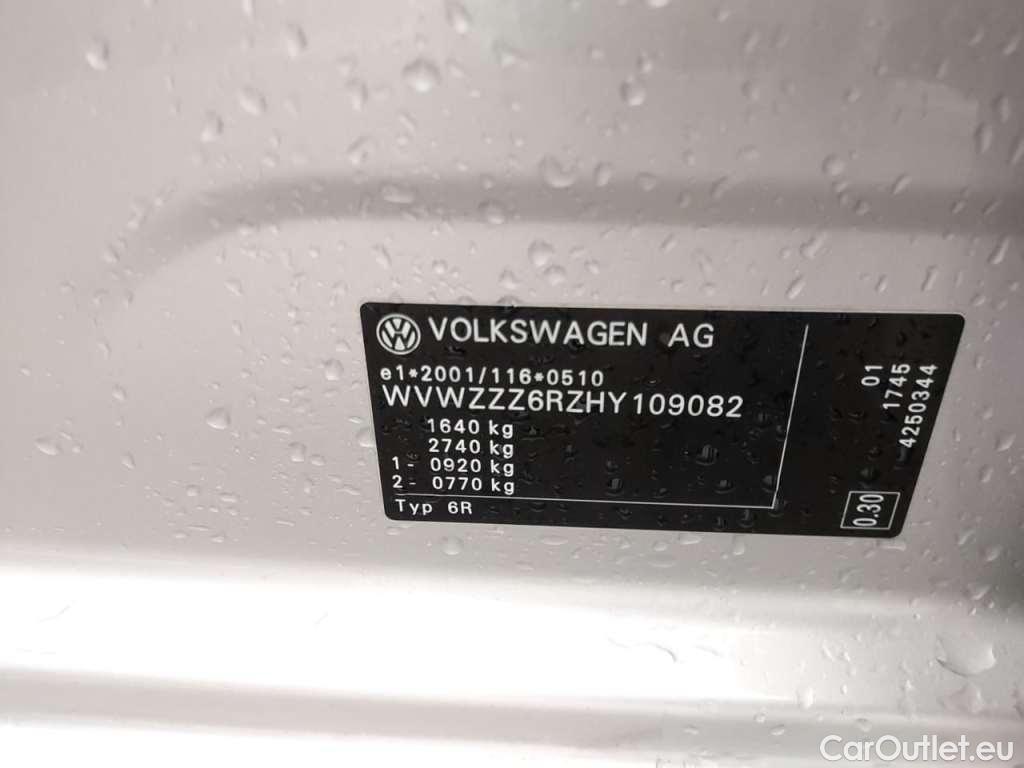 VOLKSWAGEN AG
e1*2001/116*0510
WVWZZZ6RZHY109082
1640 kg
2740 kg
1 - 0920 kg
2 - 0770 kg
Typ 6R
01
1745
4250344
0.30
CarOutlet.eu